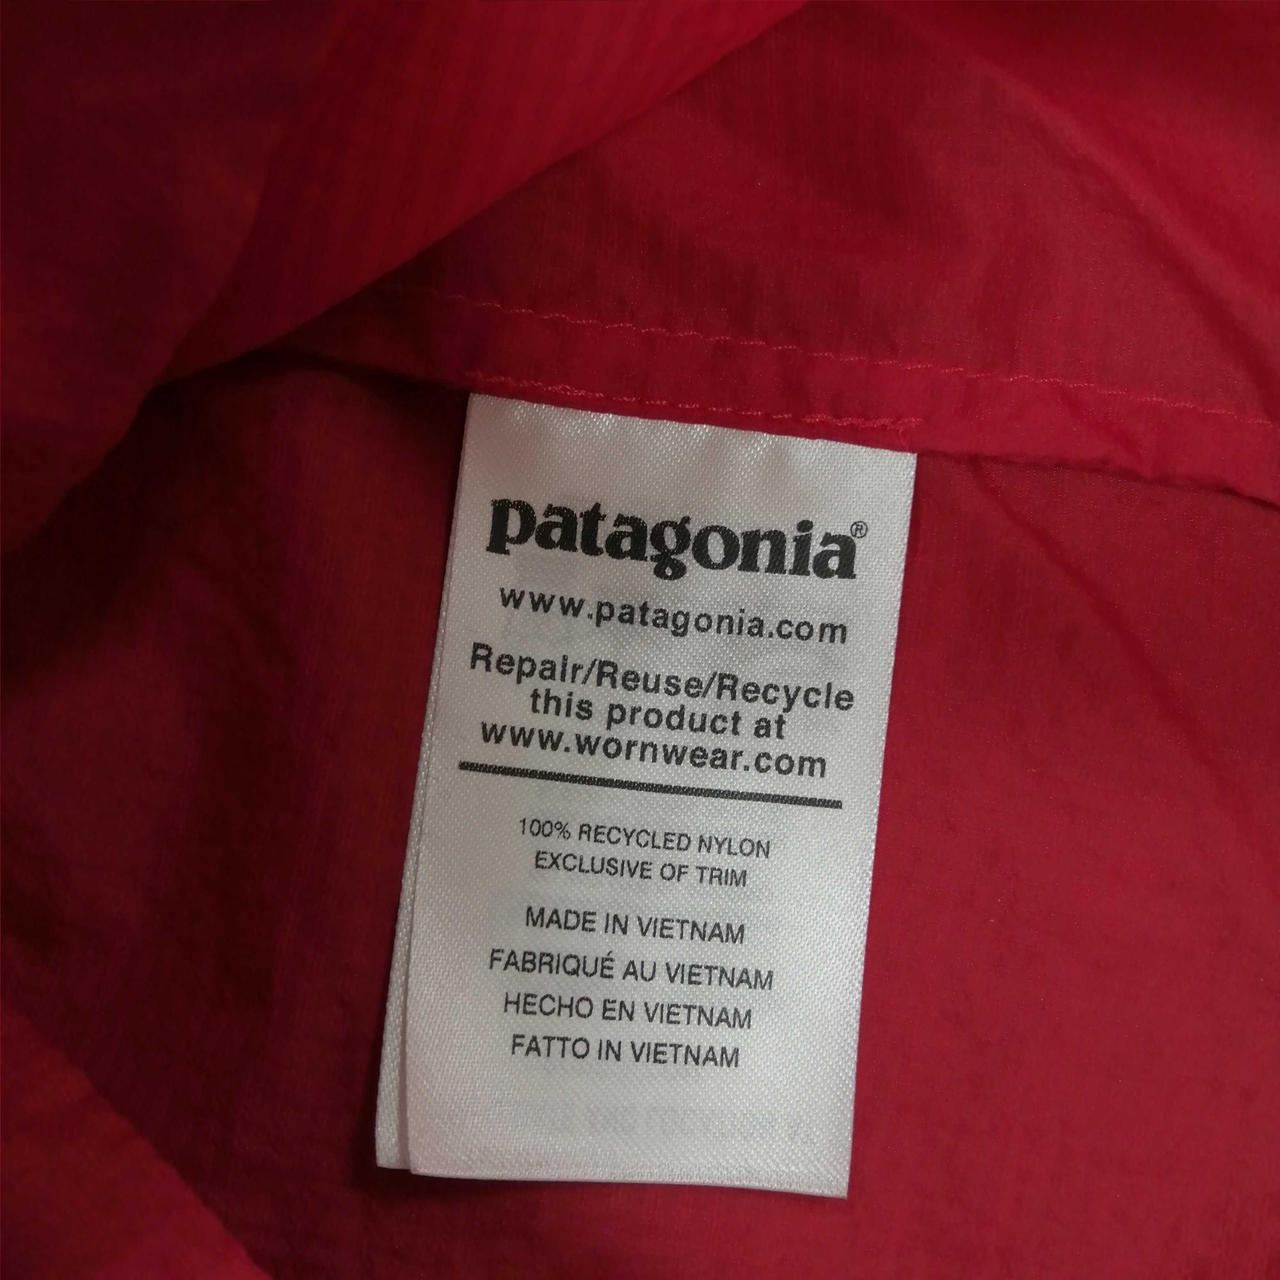 patagonia®
www.patagonia.com
Repair/Reuse/Recycle
this product at
www.wornwear.com
100% RECYCLED NYLON
EXCLUSIVE OF TRIM
MADE IN VIETNAM
FABRIQUÉ AU VIETNAM
HECHO EN VIETNAM
FATTO IN VIETNAM